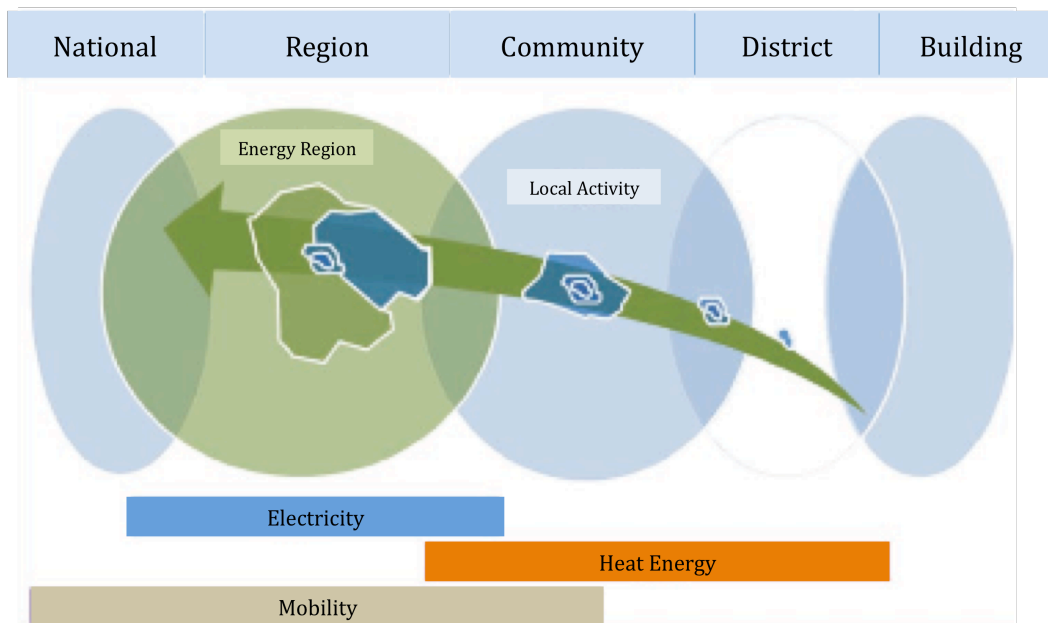 National
Region
Community
District
Building
Energy Region
Local Activity
Electricity
Heat Energy
Mobility